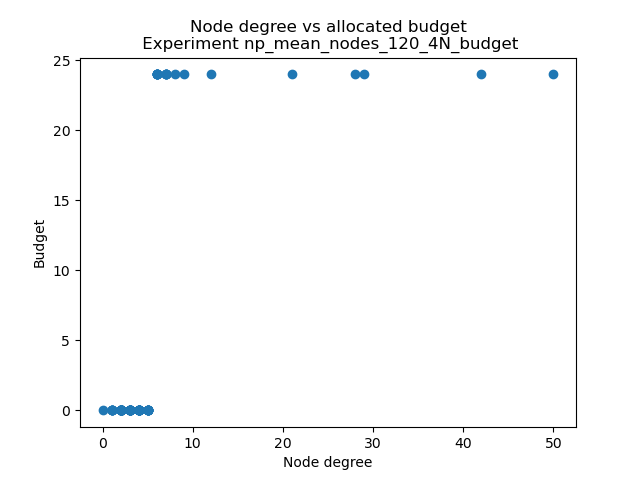 Node degree vs allocated budget
Experiment np_mean_nodes_120_4N_budget
25
20
15
10
5
0
Budget
0 10 20 30 40 50
Node degree